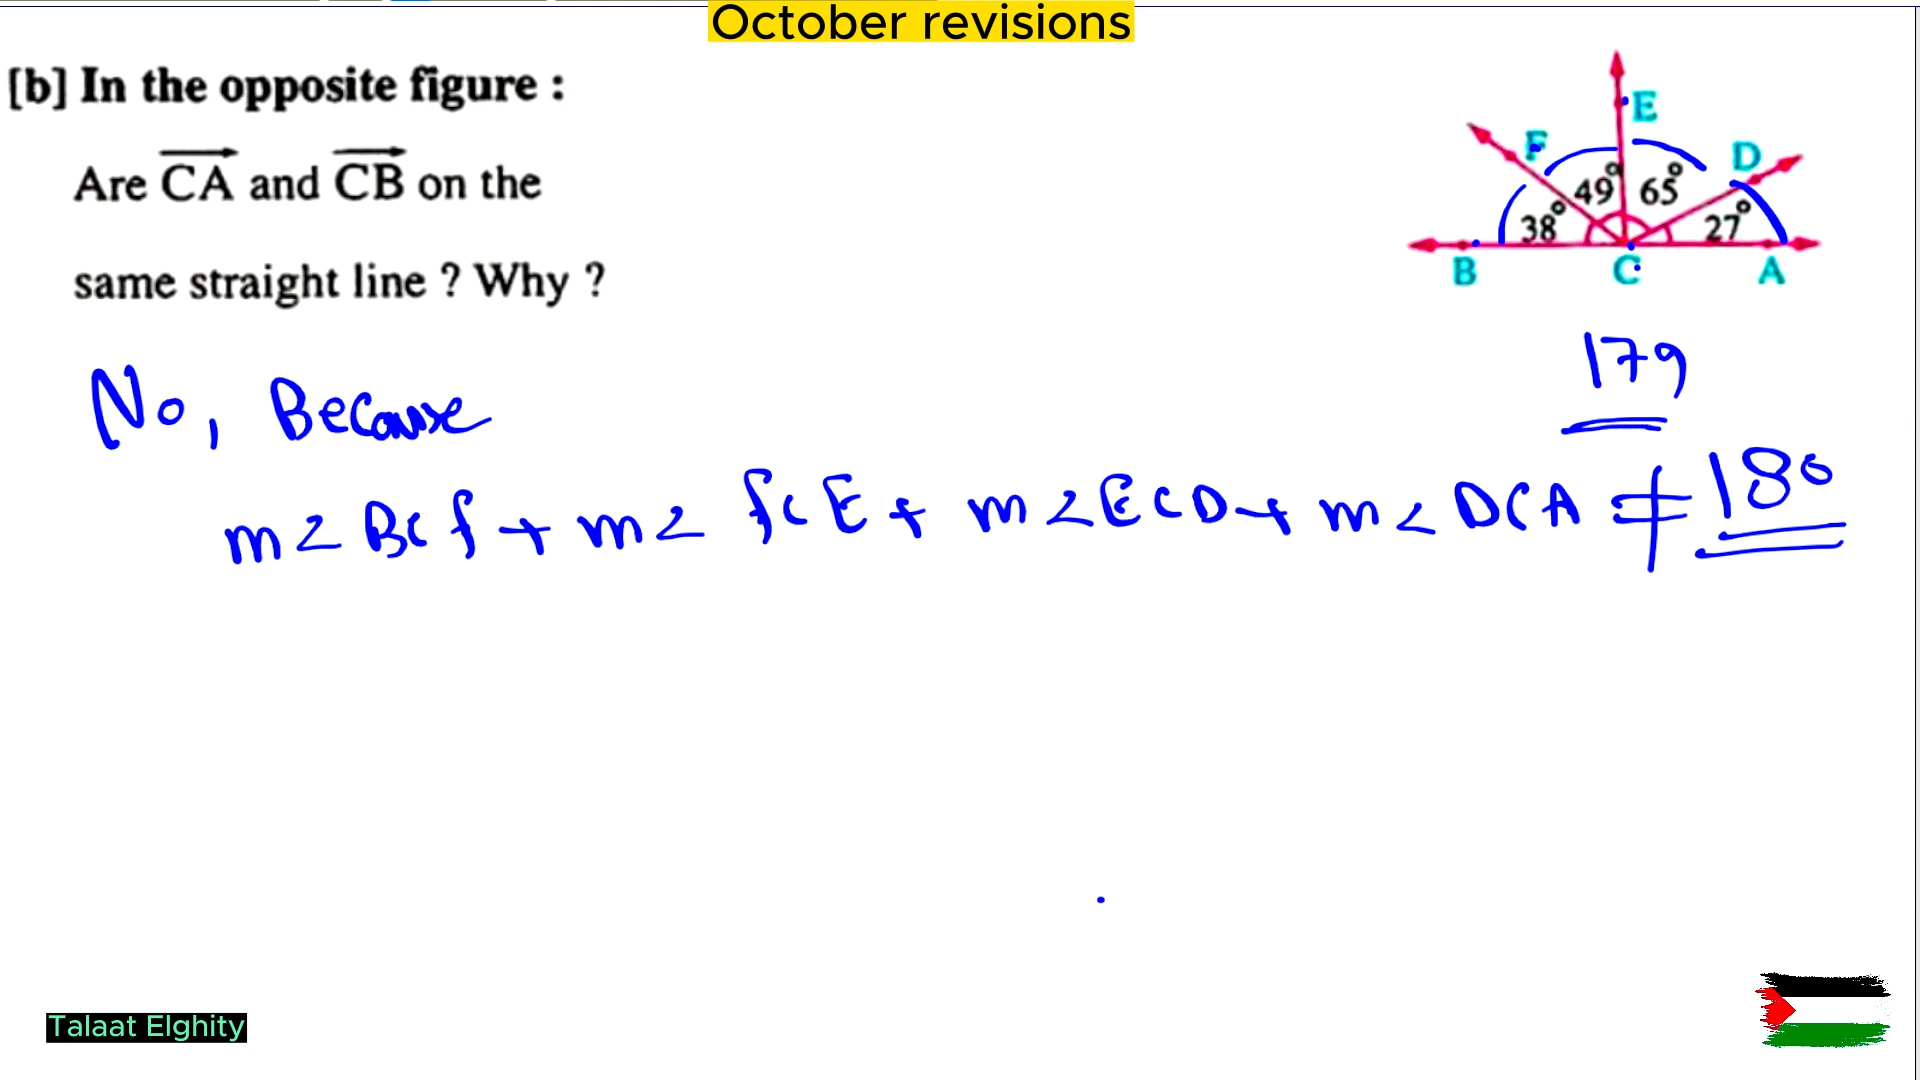 October revisions
[b] In the opposite figure :
Are CA and CB on the
same straight line ? Why ?
E
F
D
49° 65°
38° 27°
B C A
179
No, Because
m∠BCf + m∠fCE + m∠ECD + m∠DCA ≠ 180
Talaat Elghity